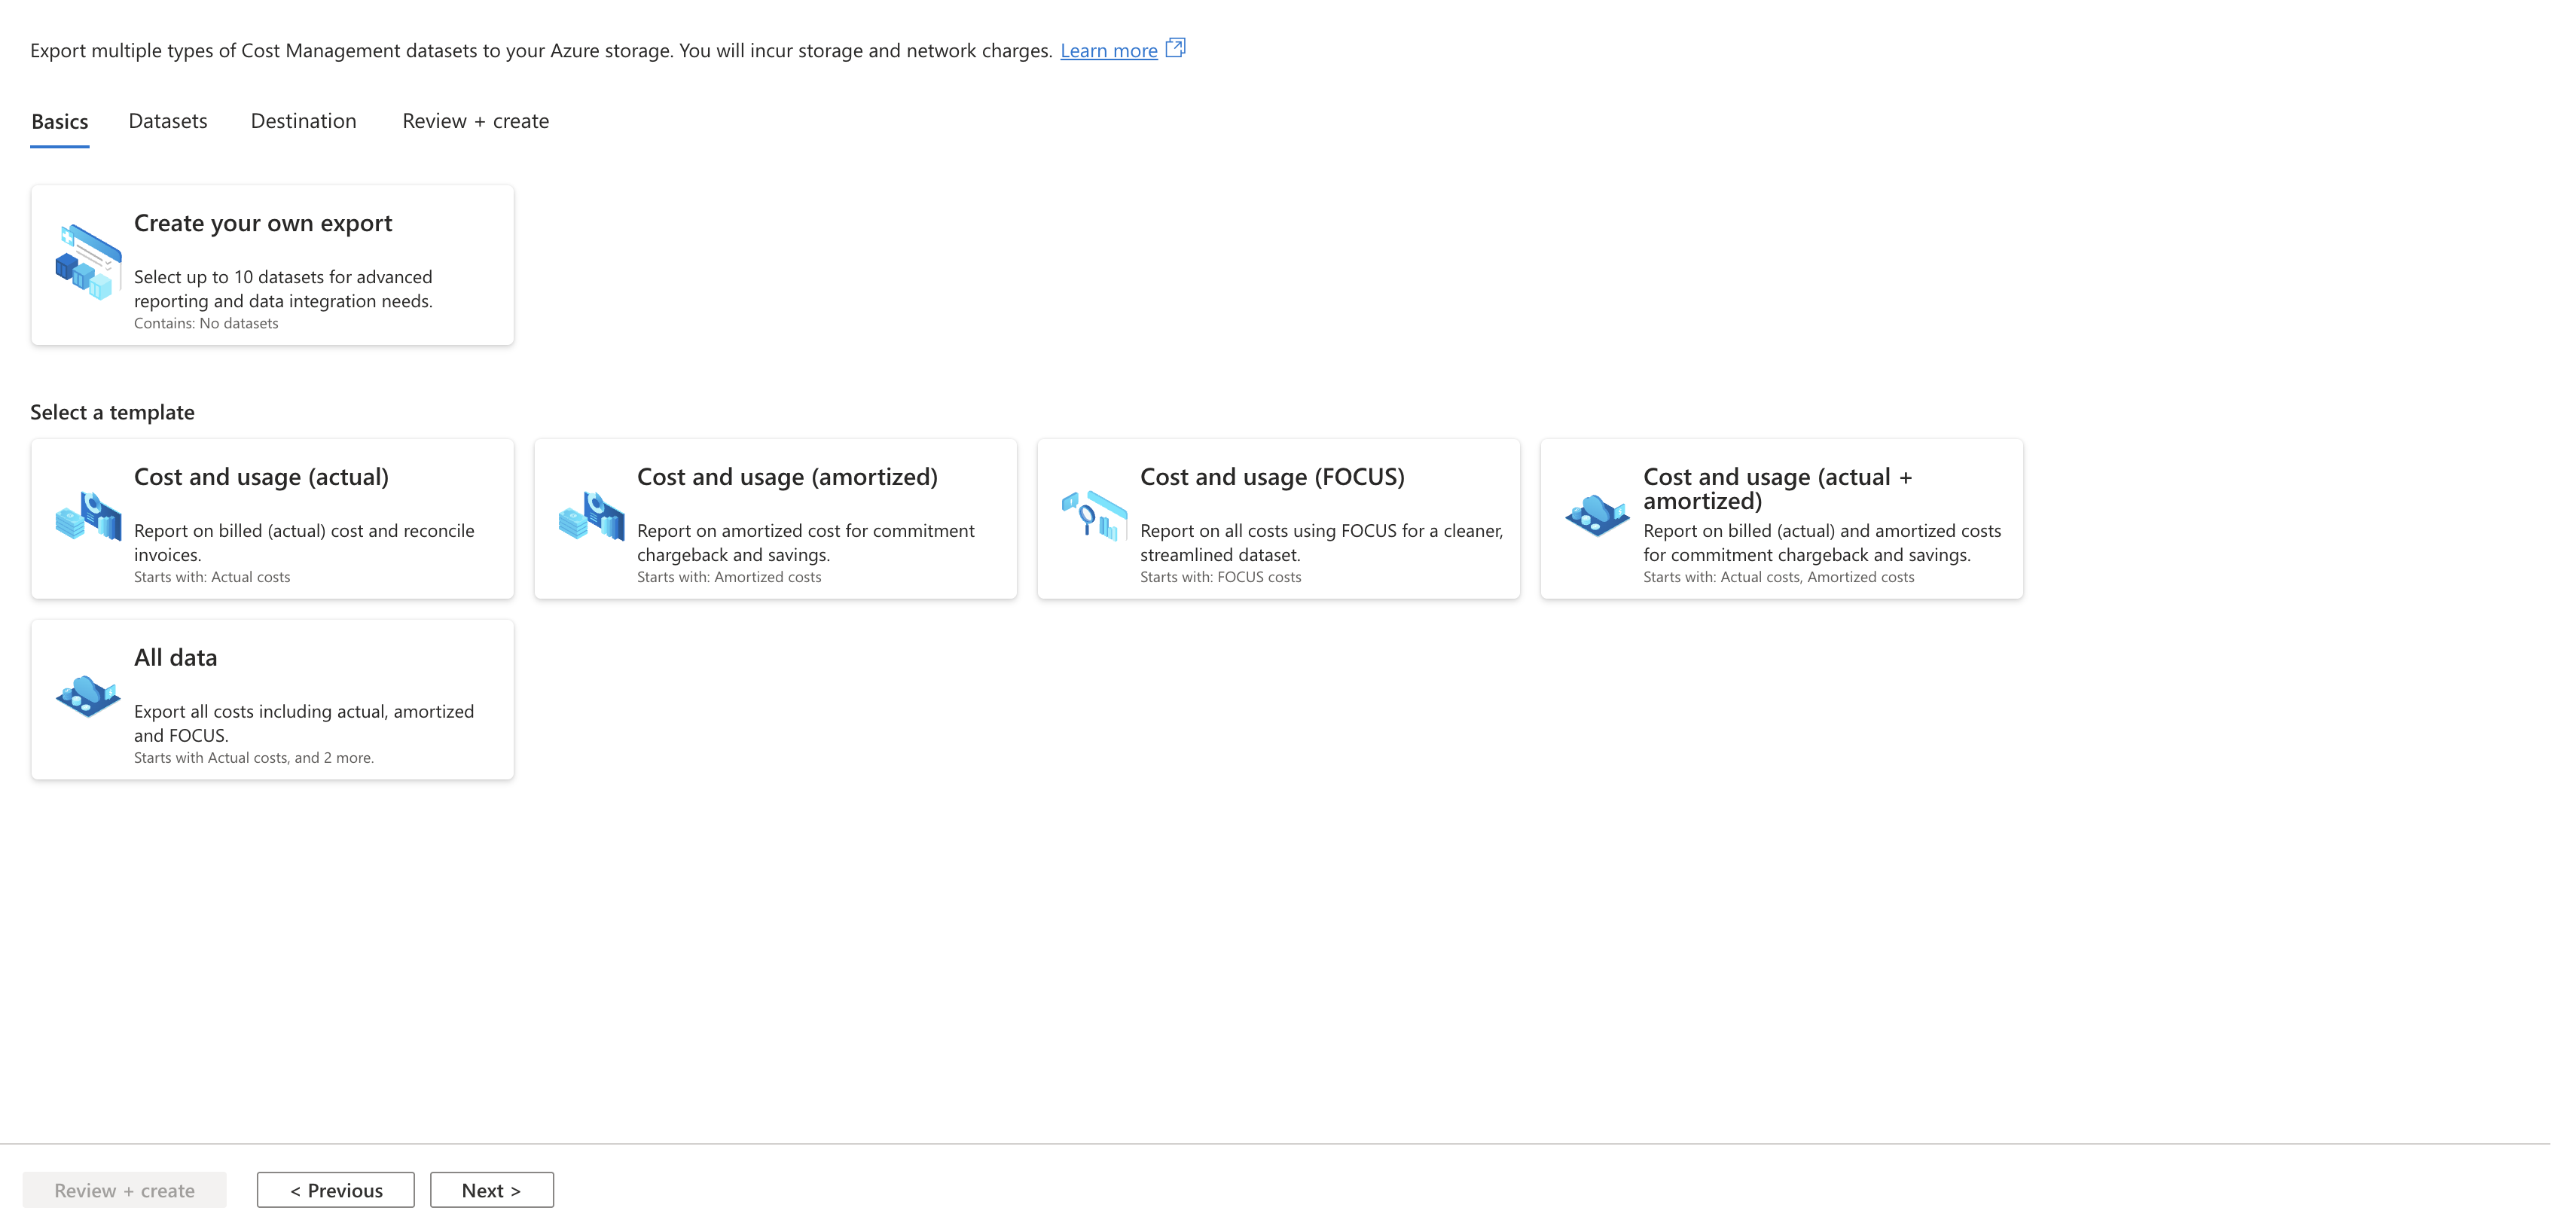 Export multiple types of Cost Management datasets to your Azure storage. You will incur storage and network charges. Learn more
Basics Datasets Destination Review + create
Create your own export
Select up to 10 datasets for advanced
reporting and data integration needs.
Contains: No datasets
Select a template
Cost and usage (actual)
Report on billed (actual) cost and reconcile
invoices.
Starts with: Actual costs
Cost and usage (amortized)
Report on amortized cost for commitment
chargeback and savings.
Starts with: Amortized costs
Cost and usage (FOCUS)
Report on all costs using FOCUS for a cleaner,
streamlined dataset.
Starts with: FOCUS costs
Cost and usage (actual +
amortized)
Report on billed (actual) and amortized costs
for commitment chargeback and savings.
Starts with: Actual costs, Amortized costs
All data
Export all costs including actual, amortized
and FOCUS.
Starts with Actual costs, and 2 more.
Review + create < Previous Next >